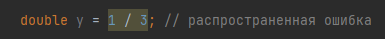 double y = 1 / 3; // распространенная ошибка